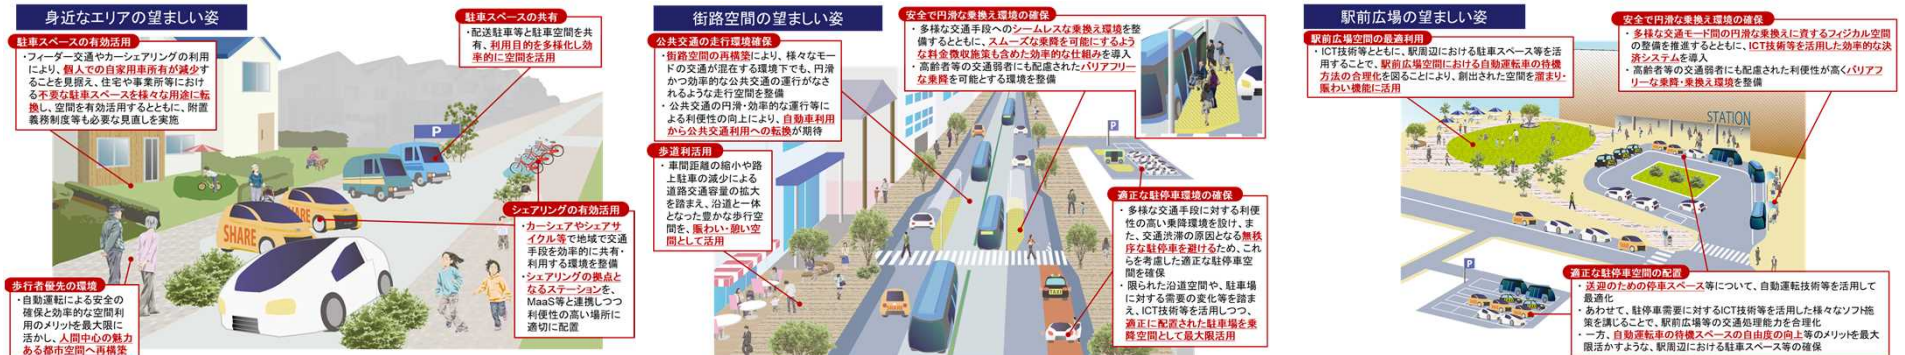 身近なエリアの望ましい姿
駐車スペースの有効活用
・フィーダー交通やカーシェアリングの利用
により、個人での自家用車所有が減少す
ることを見据え、住宅や事業所等におけ
る不要な駐車スペースを様々な用途に転
換し、空間を有効活用するとともに、附置
義務制度等も必要な見直しを実施
駐車スペースの共有
・配送駐車等と駐車空間を共
有、利用目的を多様化し効
率的に空間を活用
P
SHARE
SHARE
シェアリングの有効活用
・カーシェアやシェアサ
イクル等で地域で交通
手段を効率的に共有・
利用する環境を整備
・シェアリングの拠点と
なるステーションを、
MaaS等と連携しつつ
利便性の高い場所に
適切に配置
歩行者優先の環境
・自動運転による安全の
確保と効率的な空間利
用のメリットを最大限に
活かし、人間中心の魅力
ある都市空間へ再構築
街路空間の望ましい姿
公共交通の走行環境確保
・街路空間の再構築により、様々なモー
ドの交通が混在する環境下でも、円滑
かつ効率的な公共交通の運行がなさ
れるような走行空間を整備
・公共交通の円滑・効率的な運行等に
よる利便性の向上により、自動車利用
から公共交通利用への転換が期待
歩道利活用
・車間距離の縮小や路
上駐車の減少による
道路交通容量の拡大
を踏まえ、沿道と一体
となった豊かな歩行空
間を、賑わい・憩い空
間として活用
安全で円滑な乗換え環境の確保
・多様な交通手段へのシームレスな乗換え環境を整
備するとともに、スムーズな乗降を可能にするよう
な料金費収施策も含めた効率的な仕組みを導入
・高齢者等の交通弱者にも配慮されたバリアフリー
な乗降を可能とする環境を整備
P
適正な駐停車環境の確保
・多様な交通手段に対する利便
性の高い乗降環境を設け、ま
た、交通渋滞の原因となる無秩
序な駐停車を避けるため、これ
らを考慮した適正な駐停車空
間を確保
・限られた沿道空間や、駐車場
に対する需要の変化等を踏ま
え、ICT技術等を活用しつつ、
適正に配置された駐車場を乗
降空間として最大限活用
TAXI
駅前広場の望ましい姿
駅前広場空間の最適利用
・ICT技術等とともに、駅周辺における駐車スペース等を活
用することで、駅前広場空間における自動運転車の待機
方法の合理化を図ることにより、創出された空間を溜まり・
賑わい機能に活用
安全で円滑な乗換え環境の確保
・多様な交通モード間の円滑な乗換えに資するフィジカル空間
の整備を推進するとともに、ICT技術等を活用した効率的な決
済システムを導入
・高齢者等の交通弱者にも配慮された利便性が高くバリアフ
リーな乗降・乗換え環境を整備
STATION
P
適正な駐停車空間の配置
・送迎のための停車スペース等について、自動運転技術等を活用して
最適化
・あわせて、駐停車需要に対するICT技術等を活用した様々なソフト施
策を講じることで、駅前広場等の交通処理能力を合理化
・一方、自動運転車の待機スペースの自由度の向上等のメリットを最大
限活かすような、駅周辺における駐車スペース等の確保